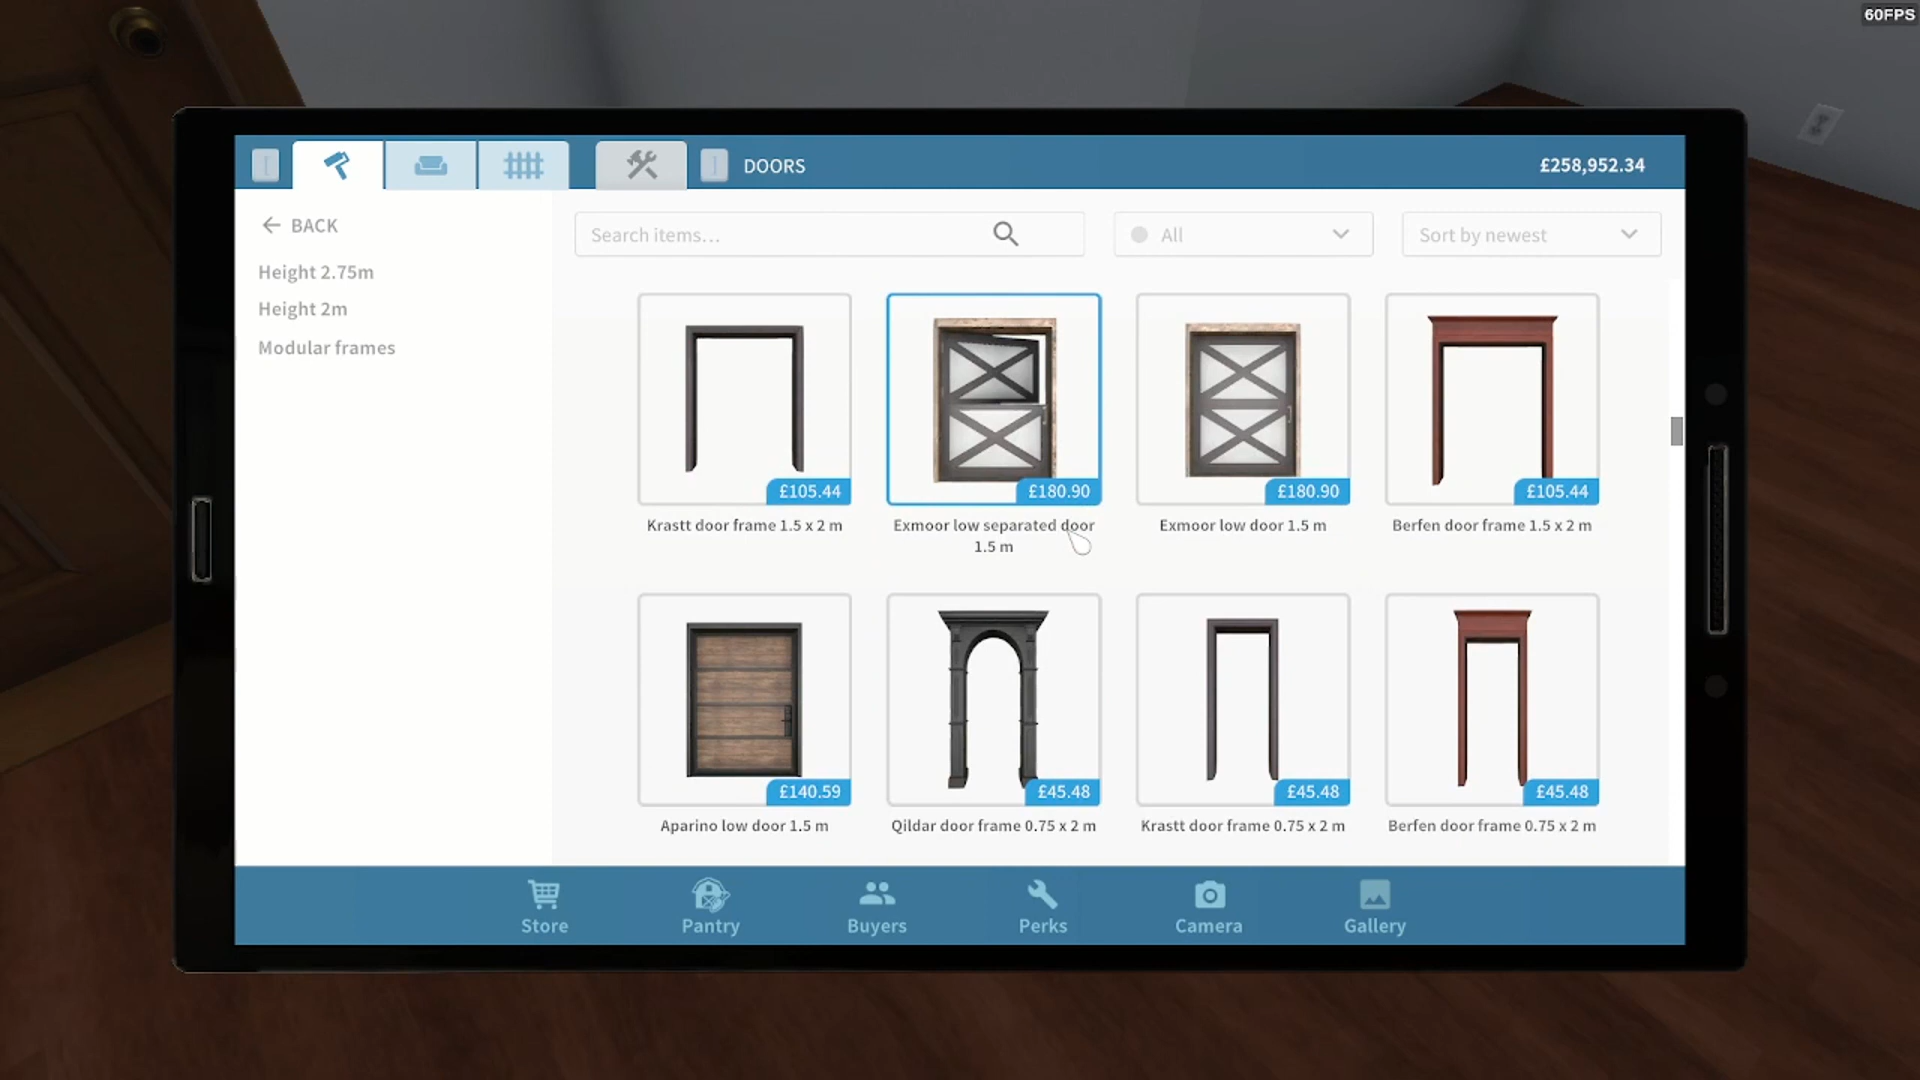 60FPS
DOORS
£258,952.34
BACK
Search items...
All
Sort by newest
Height 2.75m
Height 2m
Modular frames
£105.44
£180.90
£180.90
£105.44
Krastt door frame 1.5 x 2 m
Exmoor low separated door
1.5 m
Exmoor low door 1.5 m
Berfen door frame 1.5 x 2 m
£140.59
£45.48
£45.48
£45.48
Aparino low door 1.5 m
Qildar door frame 0.75 x 2 m
Krastt door frame 0.75 x 2 m
Berfen door frame 0.75 x 2 m
Store
Pantry
Buyers
Perks
Camera
Gallery